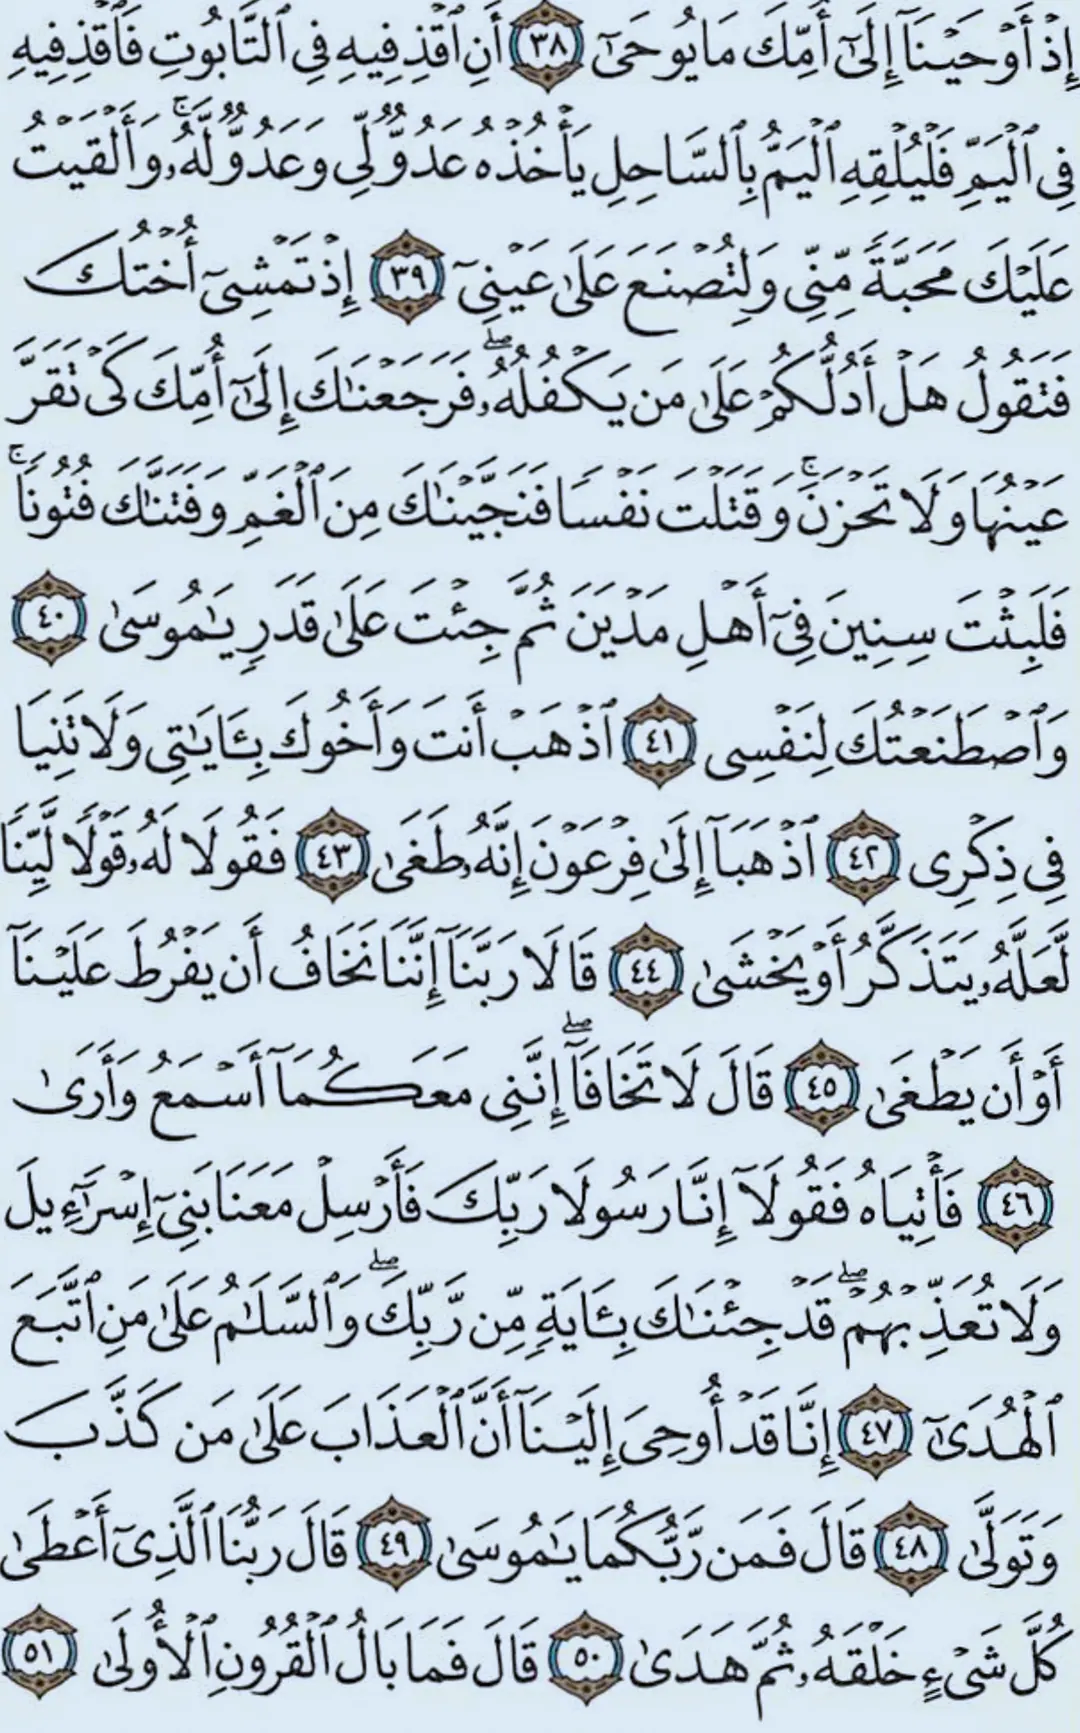 إِذْ أَوْحَيْنَآ إِلَىٰٓ أُمِّكَ مَا يُوحَىٰٓ ٣٨ أَنِ ٱقْذِفِيهِ فِي ٱلتَّابُوتِ فَٱقْذِفِيهِ
فِي ٱلْيَمِّ فَلْيُلْقِهِ ٱلْيَمُّ بِٱلسَّاحِلِ يَأْخُذْهُ عَدُوٌّ لِّي وَعَدُوٌّ لَّهُۥۚ وَأَلْقَيْتُ
عَلَيْكَ مَحَبَّةً مِّنِّي وَلِتُصْنَعَ عَلَىٰ عَيْنِيٓ ٣٩ إِذْ تَمْشِيٓ أُخْتُكَ
فَتَقُولُ هَلْ أَدُلُّكُمْ عَلَىٰ مَن يَكْفُلُهُۥۖ فَرَجَعْنَٰكَ إِلَىٰٓ أُمِّكَ كَيْ تَقَرَّ
عَيْنُهَا وَلَا تَحْزَنَۚ وَقَتَلْتَ نَفْسًا فَنَجَّيْنَٰكَ مِنَ ٱلْغَمِّ وَفَتَنَّٰكَ فُتُونًاۚ
فَلَبِثْتَ سِنِينَ فِيٓ أَهْلِ مَدْيَنَ ثُمَّ جِئْتَ عَلَىٰ قَدَرٍ يَٰمُوسَىٰ ٤٠
وَٱصْطَنَعْتُكَ لِنَفْسِي ٤١ ٱذْهَبْ أَنتَ وَأَخُوكَ بِـَٔايَٰتِي وَلَا تَنِيَا
فِي ذِكْرِي ٤٢ ٱذْهَبَآ إِلَىٰ فِرْعَوْنَ إِنَّهُۥ طَغَىٰ ٤٣ فَقُولَا لَهُۥ قَوْلًا لَّيِّنًا
لَّعَلَّهُۥ يَتَذَكَّرُ أَوْ يَخْشَىٰ ٤٤ قَالَا رَبَّنَآ إِنَّنَا نَخَافُ أَن يَفْرُطَ عَلَيْنَآ
أَوْ أَن يَطْغَىٰ ٤٥ قَالَ لَا تَخَافَآۖ إِنَّنِي مَعَكُمَآ أَسْمَعُ وَأَرَىٰ
٤٦ فَأْتِيَاهُ فَقُولَآ إِنَّا رَسُولَا رَبِّكَ فَأَرْسِلْ مَعَنَا بَنِيٓ إِسْرَٰٓءِيلَ
وَلَا تُعَذِّبْهُمْۖ قَدْ جِئْنَٰكَ بِـَٔايَةٍ مِّن رَّبِّكَۖ وَٱلسَّلَٰمُ عَلَىٰ مَنِ ٱتَّبَعَ
ٱلْهُدَىٰٓ ٤٧ إِنَّا قَدْ أُوحِيَ إِلَيْنَآ أَنَّ ٱلْعَذَابَ عَلَىٰ مَن كَذَّبَ
وَتَوَلَّىٰ ٤٨ قَالَ فَمَن رَّبُّكُمَا يَٰمُوسَىٰ ٤٩ قَالَ رَبُّنَا ٱلَّذِيٓ أَعْطَىٰ
كُلَّ شَيْءٍ خَلْقَهُۥ ثُمَّ هَدَىٰ ٥٠ قَالَ فَمَا بَالُ ٱلْقُرُونِ ٱلْأُولَىٰ ٥١